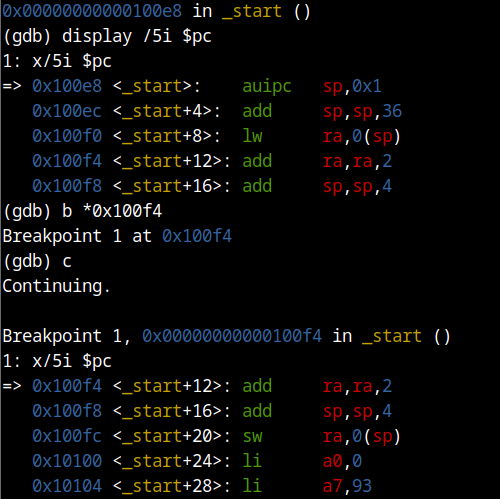 0x00000000000100e8 in _start ()
(gdb) display /5i $pc
1: x/5i $pc
=> 0x100e8 <_start>:    auipc   sp,0x1
   0x100ec <_start+4>:  add     sp,sp,36
   0x100f0 <_start+8>:  lw      ra,0(sp)
   0x100f4 <_start+12>: add     ra,ra,2
   0x100f8 <_start+16>: add     sp,sp,4
(gdb) b *0x100f4
Breakpoint 1 at 0x100f4
(gdb) c
Continuing.

Breakpoint 1, 0x00000000000100f4 in _start ()
1: x/5i $pc
=> 0x100f4 <_start+12>: add     ra,ra,2
   0x100f8 <_start+16>: add     sp,sp,4
   0x100fc <_start+20>: sw      ra,0(sp)
   0x10100 <_start+24>: li      a0,0
   0x10104 <_start+28>: li      a7,93